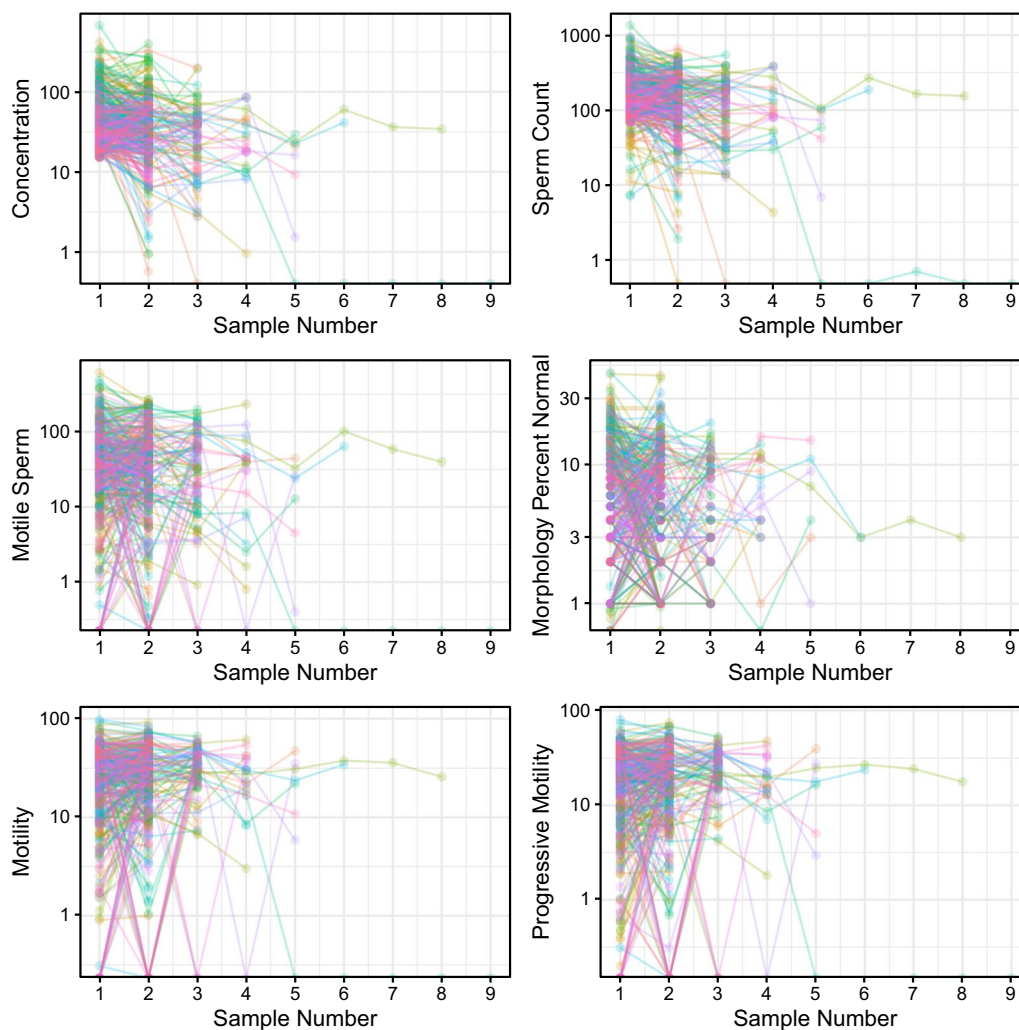 Concentration
100
10
1
1 2 3 4 5 6 7 8 9
Sample Number
Sperm Count
1000
100
10
1
1 2 3 4 5 6 7 8 9
Sample Number
Motile Sperm
100
10
1
1 2 3 4 5 6 7 8 9
Sample Number
Morphology Percent Normal
30
10
3
1
1 2 3 4 5 6 7 8 9
Sample Number
Motility
100
10
1
1 2 3 4 5 6 7 8 9
Sample Number
Progressive Motility
100
10
1
1 2 3 4 5 6 7 8 9
Sample Number